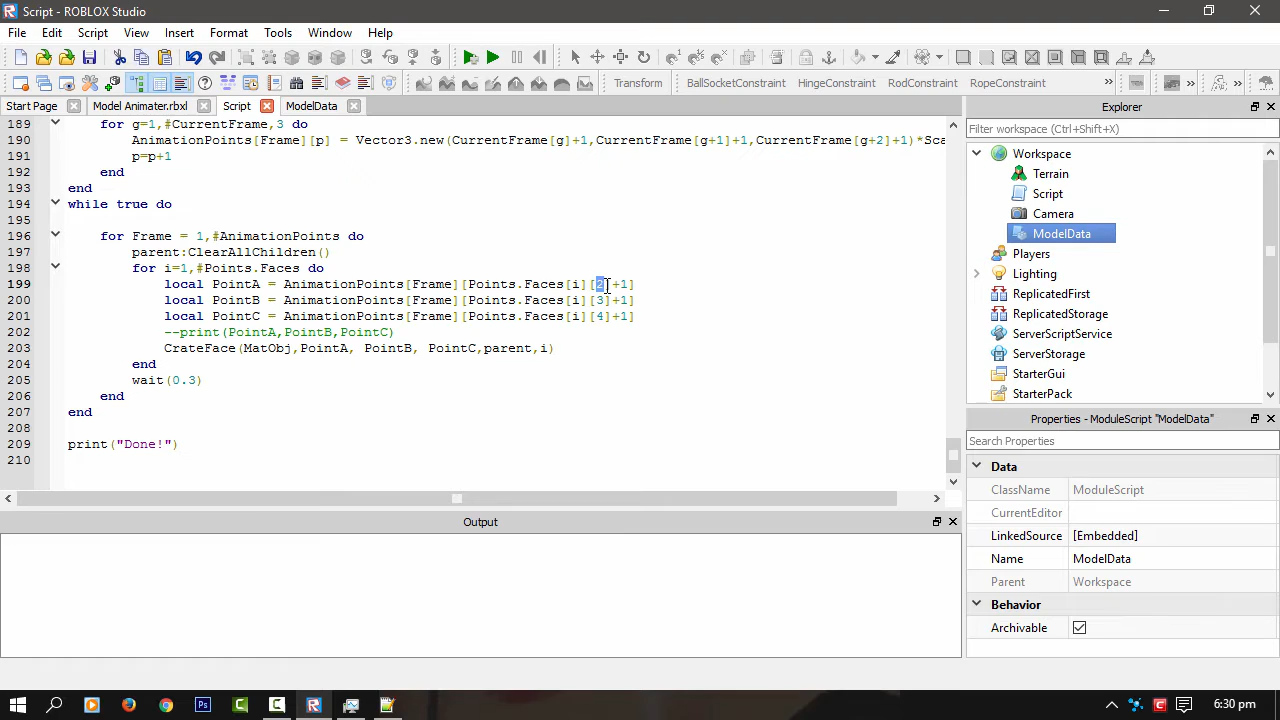 Script - ROBLOX Studio
File Edit Script View Insert Format Tools Window Help
Transform BallSocketConstraint HingeConstraint RodConstraint RopeConstraint
Start Page Model Animater.rbxl Script ModelData
189 for g=1,#CurrentFrame,3 do
190 AnimationPoints[Frame][p] = Vector3.new(CurrentFrame[g]+1,CurrentFrame[g+1]+1,CurrentFrame[g+2]+1)*Sca
191 p=p+1
192 end
193 end
194 while true do
195
196 for Frame = 1,#AnimationPoints do
197 parent:ClearAllChildren()
198 for i=1,#Points.Faces do
199 local PointA = AnimationPoints[Frame][Points.Faces[i][2]+1]
200 local PointB = AnimationPoints[Frame][Points.Faces[i][3]+1]
201 local PointC = AnimationPoints[Frame][Points.Faces[i][4]+1]
202 --print(PointA,PointB,PointC)
203 CrateFace(MatObj,PointA, PointB, PointC,parent,i)
204 end
205 wait(0.3)
206 end
207 end
208
209 print("Done!")
210
Output
Explorer
Filter workspace (Ctrl+Shift+X)
Workspace
Terrain
Script
Camera
ModelData
Players
Lighting
ReplicatedFirst
ReplicatedStorage
ServerScriptService
ServerStorage
StarterGui
StarterPack
Properties - ModuleScript "ModelData"
Search Properties
Data
ClassName ModuleScript
CurrentEditor
LinkedSource [Embedded]
Name ModelData
Parent Workspace
Behavior
Archivable
6:30 pm